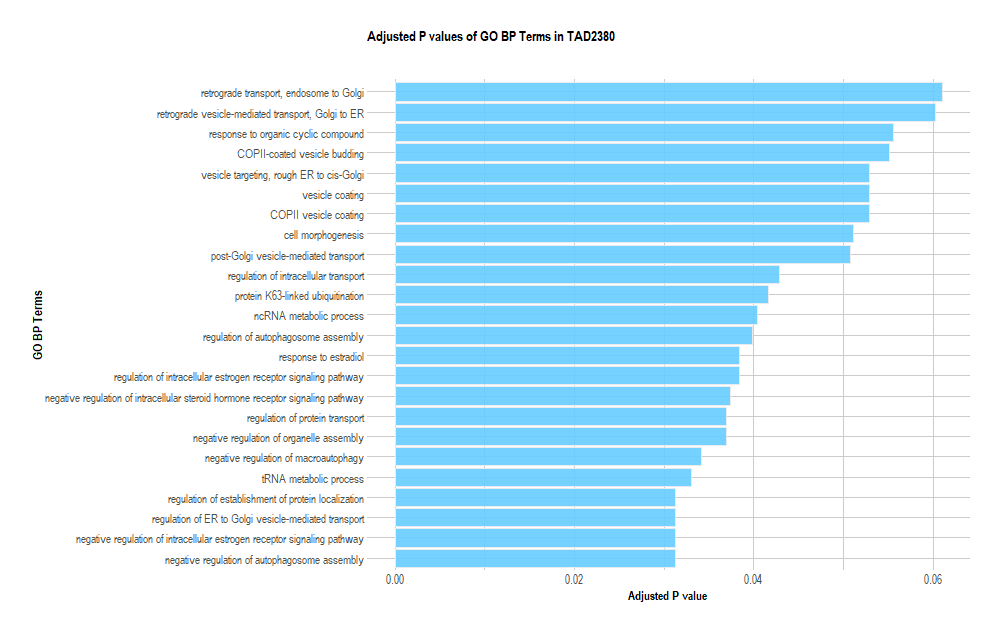 Adjusted P values of GO BP Terms in TAD2380
retrograde transport, endosome to Golgi
retrograde vesicle-mediated transport, Golgi to ER
response to organic cyclic compound
COPII-coated vesicle budding
vesicle targeting, rough ER to cis-Golgi
vesicle coating
COPII vesicle coating
cell morphogenesis
post-Golgi vesicle-mediated transport
regulation of intracellular transport
protein K63-linked ubiquitination
ncRNA metabolic process
regulation of autophagosome assembly
response to estradiol
regulation of intracellular estrogen receptor signaling pathway
negative regulation of intracellular steroid hormone receptor signaling pathway
regulation of protein transport
negative regulation of organelle assembly
negative regulation of macroautophagy
tRNA metabolic process
regulation of establishment of protein localization
regulation of ER to Golgi vesicle-mediated transport
negative regulation of intracellular estrogen receptor signaling pathway
negative regulation of autophagosome assembly
GO BP Terms
0.00 0.02 0.04 0.06
Adjusted P value